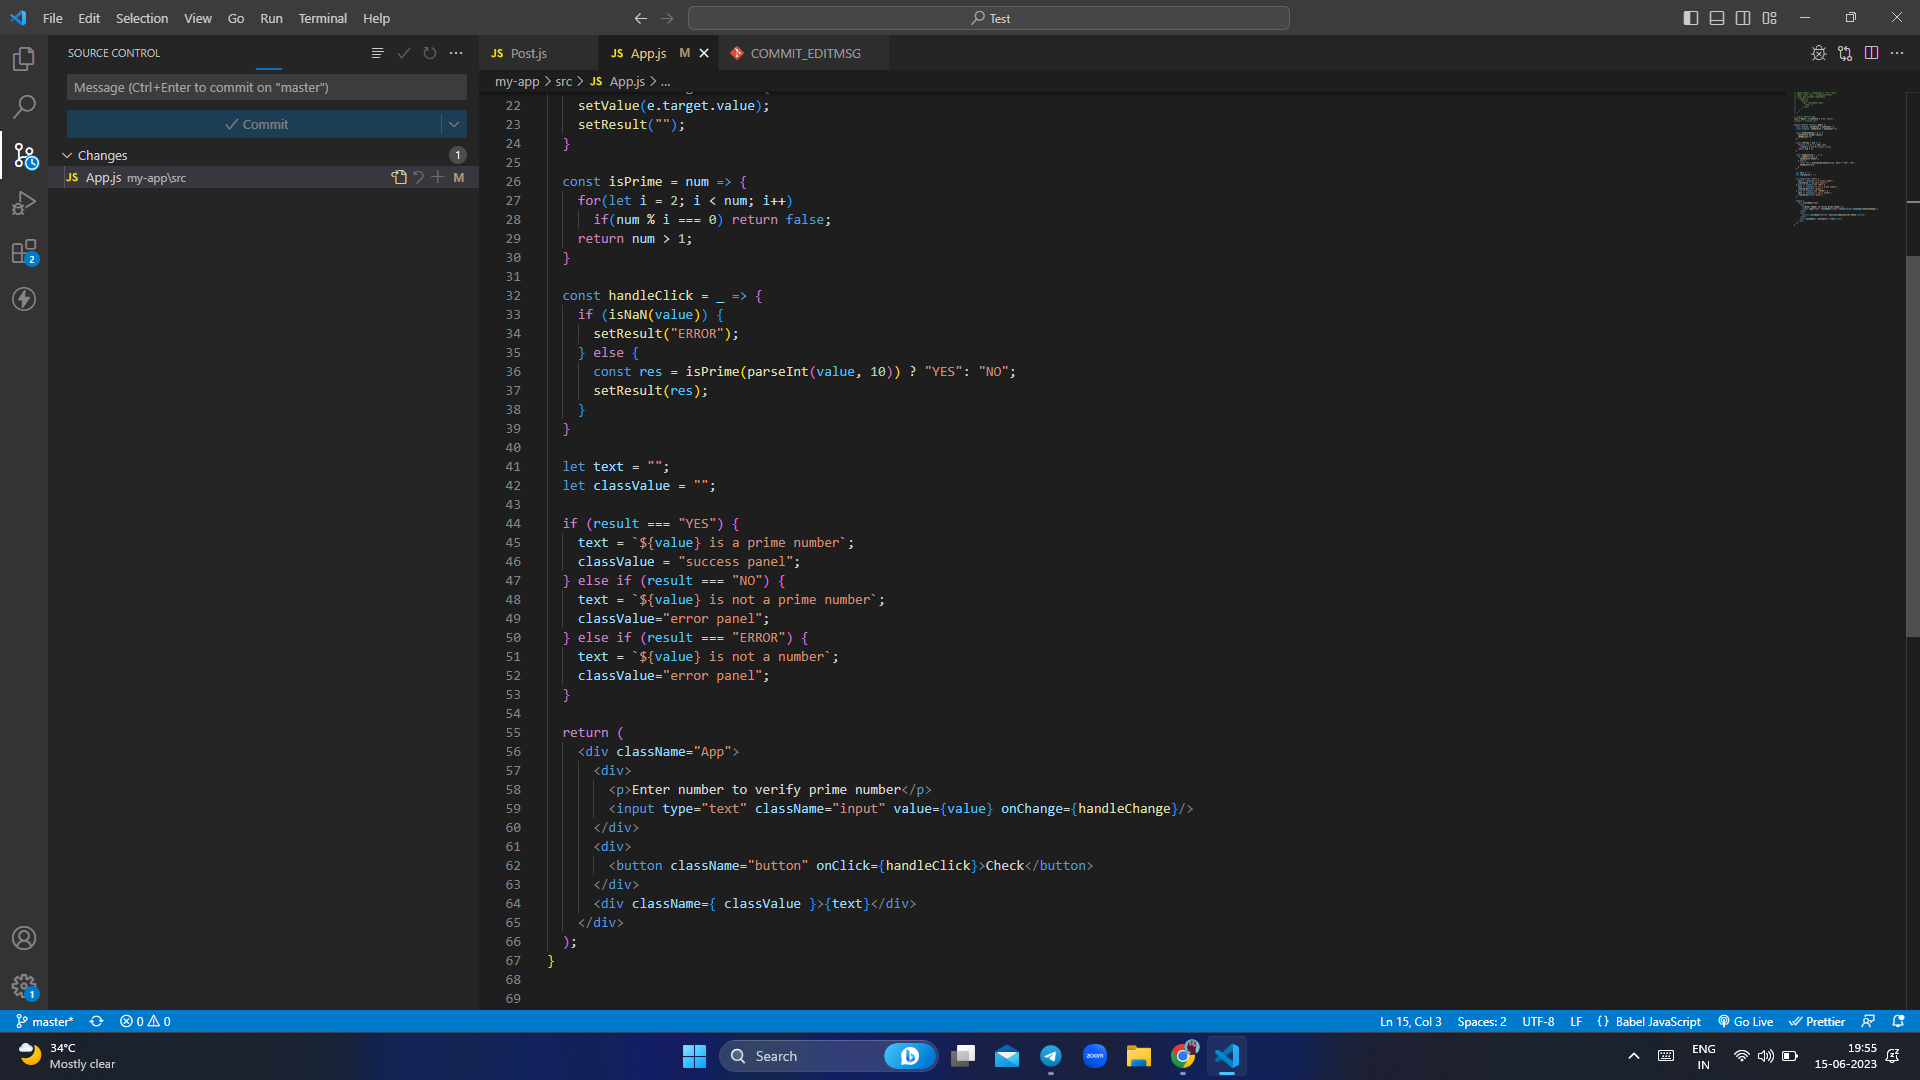 File Edit Selection View Go Run Terminal Help
Test
SOURCE CONTROL
Message (Ctrl+Enter to commit on "master")
Commit
Changes 1
JS App.js my-app\src M
2
1
JS Post.js
JS App.js M
COMMIT_EDITMSG
my-app > src > JS App.js > ...
22 setValue(e.target.value);
23 setResult("");
24 }
25
26 const isPrime = num => {
27 for(let i = 2; i < num; i++)
28 if(num % i === 0) return false;
29 return num > 1;
30 }
31
32 const handleClick = _ => {
33 if (isNaN(value)) {
34 setResult("ERROR");
35 } else {
36 const res = isPrime(parseInt(value, 10)) ? "YES": "NO";
37 setResult(res);
38 }
39 }
40
41 let text = "";
42 let classValue = "";
43
44 if (result === "YES") {
45 text = `${value} is a prime number`;
46 classValue = "success panel";
47 } else if (result === "NO") {
48 text = `${value} is not a prime number`;
49 classValue="error panel";
50 } else if (result === "ERROR") {
51 text = `${value} is not a number`;
52 classValue="error panel";
53 }
54
55 return (
56 <div className="App">
57 <div>
58 <p>Enter number to verify prime number</p>
59 <input type="text" className="input" value={value} onChange={handleChange}/>
60 </div>
61 <div>
62 <button className="button" onClick={handleClick}>Check</button>
63 </div>
64 <div className={ classValue }>{text}</div>
65 </div>
66 );
67 }
68
69
master* 0 0
Ln 15, Col 3 Spaces: 2 UTF-8 LF {} Babel JavaScript Go Live Prettier
34°C
Mostly clear
Search
zoom
ENG
IN
19:55
15-06-2023